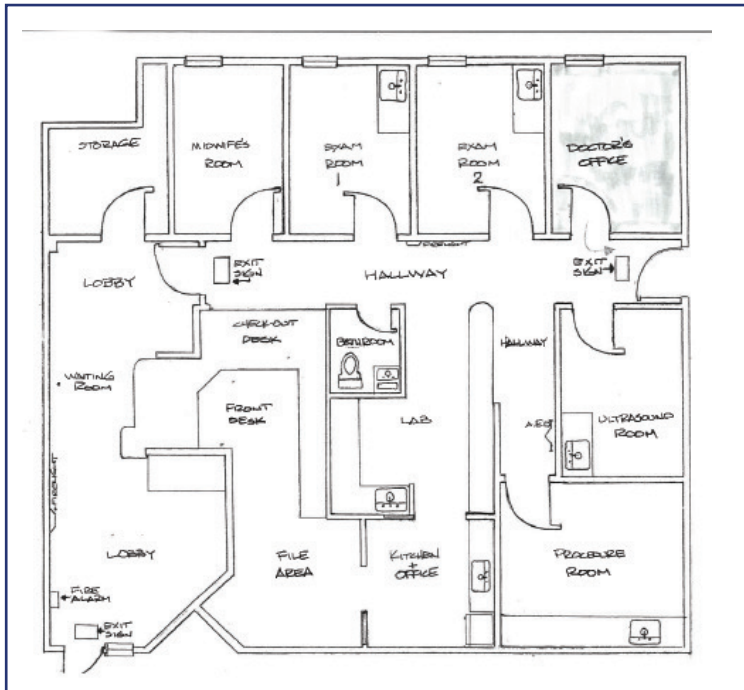 STORAGE
MIDWIFE'S
ROOM
EXAM
ROOM
1
EXAM
ROOM
2
DOCTOR'S
OFFICE
LOBBY
EXIT
SIGN
HALLWAY
EXIT
SIGN
CHECK-OUT
DESK
BATHROOM
HALLWAY
WAITING
ROOM
FRONT
DESK
LAB
ULTRASOUND
ROOM
LOBBY
FILE
AREA
KITCHEN
+
OFFICE
PROCEDURE
ROOM
FIRE
ALARM
EXIT
SIGN